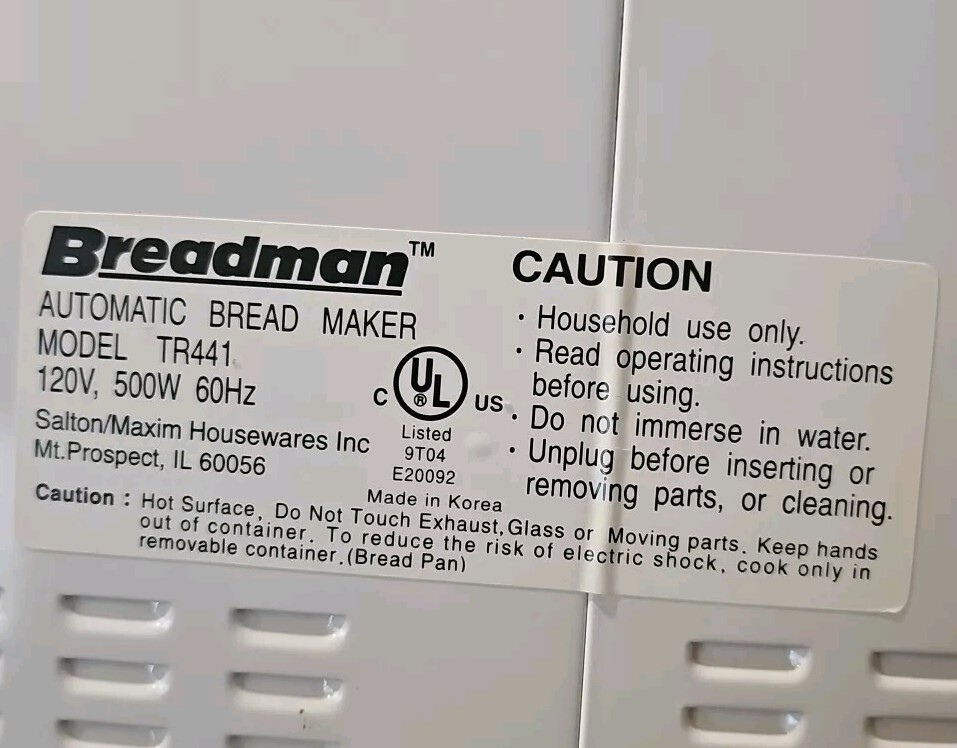 Breadman™
AUTOMATIC BREAD MAKER
MODEL TR441
120V, 500W 60Hz
Salton/Maxim Housewares Inc
Mt.Prospect, IL 60056
C UL ® US
Listed
9T04
E20092
Made in Korea
CAUTION
· Household use only.
· Read operating instructions
before using.
· Do not immerse in water.
· Unplug before inserting or
removing parts, or cleaning.
Caution : Hot Surface, Do Not Touch Exhaust, Glass or Moving parts. Keep hands
out of container. To reduce the risk of electric shock, cook only in
removable container.(Bread Pan)